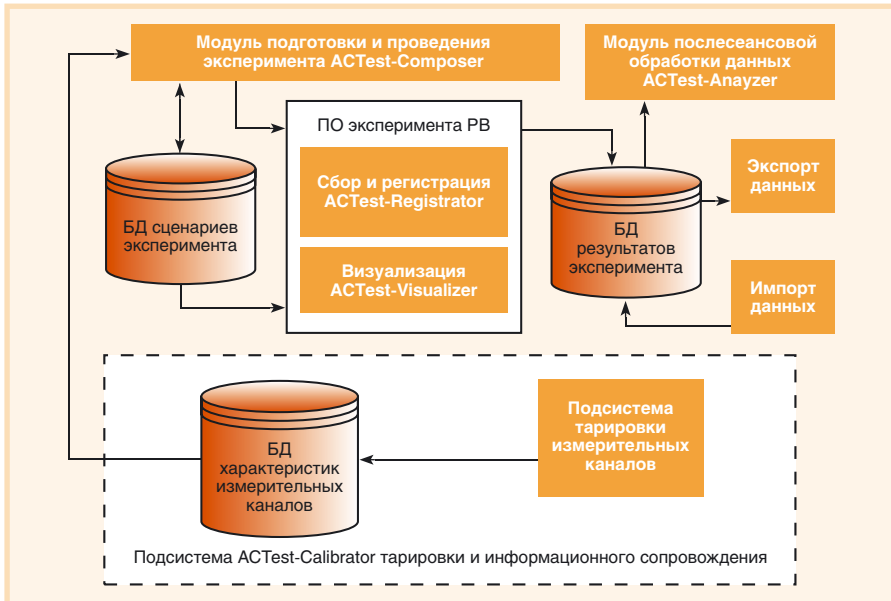 Модуль подготовки и проведения
эксперимента ACTest-Composer
Модуль послесеансовой
обработки данных
ACTest-Anayzer
ПО эксперимента РВ
Сбор и регистрация
ACTest-Registrator
Визуализация
ACTest-Visualizer
БД сценариев
эксперимента
БД
результатов
эксперимента
Экспорт
данных
Импорт
данных
БД
характеристик
измерительных
каналов
Подсистема
тарировки
измерительных
каналов
Подсистема ACTest-Calibrator тарировки и информационного сопровождения